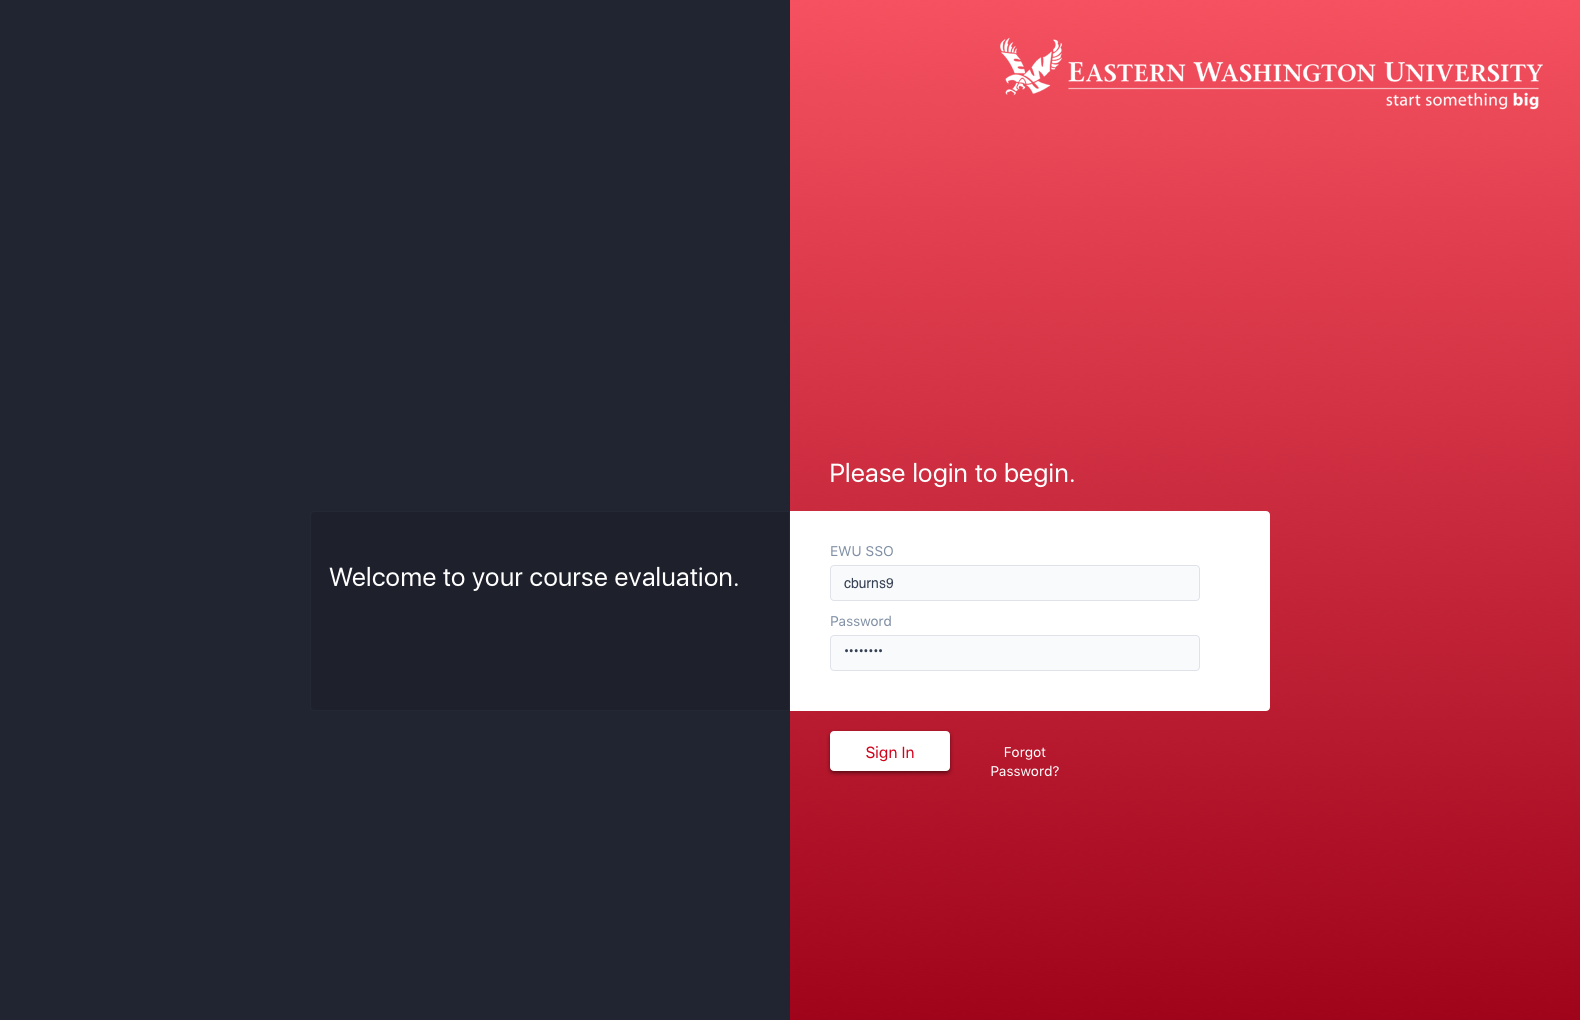 EASTERN WASHINGTON UNIVERSITY
start something big
Please login to begin.
Welcome to your course evaluation.
EWU SSO
cburns9
Password
••••••••
Sign In
Forgot
Password?